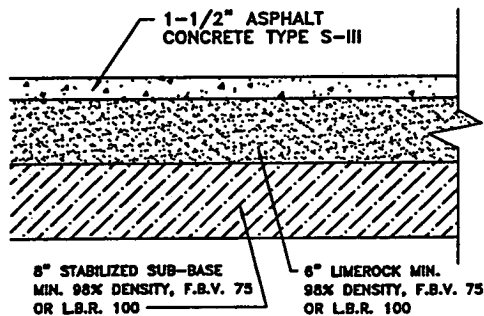 1-1/2" ASPHALT
CONCRETE TYPE S-III
8" STABILIZED SUB-BASE
MIN. 98% DENSITY, F.B.V. 75
OR L.B.R. 100
6" LIMEROCK MIN.
98% DENSITY, F.B.V. 75
OR L.B.R. 100